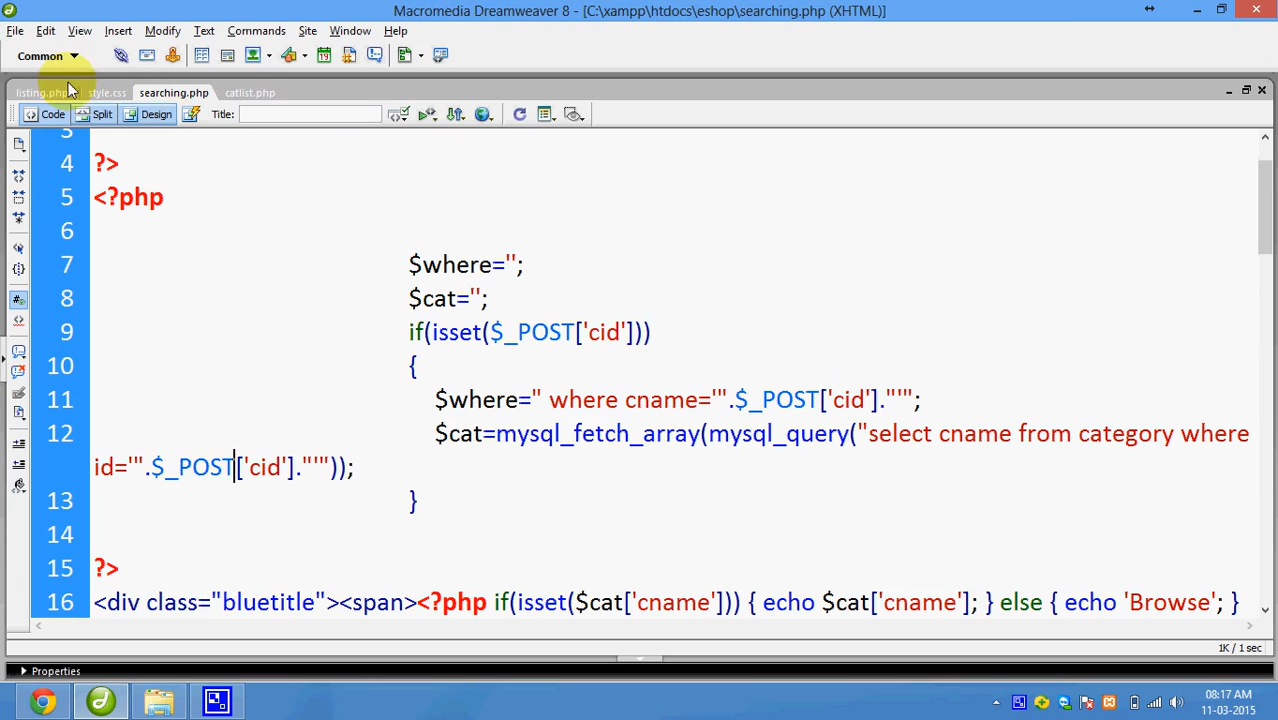 Macromedia Dreamweaver 8 - [C:\xampp\htdocs\eshop\searching.php (XHTML)]
File Edit View Insert Modify Text Commands Site Window Help
Common
listing.php style.css searching.php catlist.php
Code Split Design Title:
3
4 ?>
5 <?php
6
7 $where='';
8 $cat='';
9 if(isset($_POST['cid']))
10 {
11 $where=" where cname='".$_POST['cid']."'";
12 $cat=mysql_fetch_array(mysql_query("select cname from category where
id='".$_POST['cid']."'"));
13 }
14
15 ?>
16 <div class="bluetitle"><span><?php if(isset($cat['cname'])) { echo $cat['cname']; } else { echo 'Browse'; }
1K / 1 sec
Properties
08:17 AM
11-03-2015